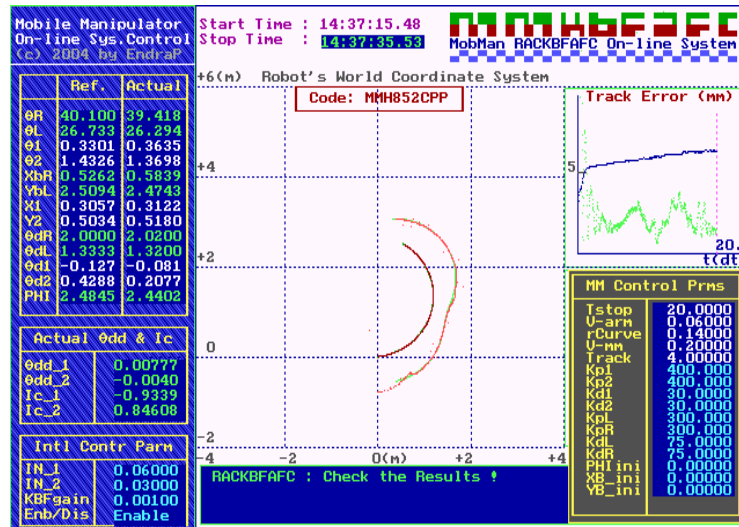 Mobile Manipulator
On-line Sys.Control
(c) 2004 by EndraP
Start Time : 14:37:15.48
Stop Time : 14:37:35.53
MobMan RACKBFAFC On-line System
Ref. Actual
θR 40.100 39.418
θL 26.733 26.294
θ1 0.3301 0.3635
θ2 1.4326 1.3698
XbR 0.5262 0.5839
YbL 2.5094 2.4743
X1 0.3057 0.3122
Y2 0.5034 0.5180
θdR 2.0000 2.0200
θdL 1.3333 1.3200
θd1 -0.127 -0.081
θd2 0.4288 0.2077
PHI 2.4845 2.4402
Actual θdd & Ic
θdd_1 0.00777
θdd_2 -0.0040
Ic_1 -0.9339
Ic_2 0.84608
Intl Contr Parm
IN_1 0.06000
IN_2 0.03000
KBFgain 0.00100
Enb/Dis Enable
+6(m) Robot's World Coordinate System
Code: MMH852CPP
+4
+2
0
-2
-4 -2 0(m) +2 +4
RACKBFAFC : Check the Results !
Track Error (mm)
5
20.
t(dt
MM Control Prms
Tstop 20.0000
V-arm 0.06000
rCurve 0.14000
V-mm 0.20000
Track 4.00000
Kp1 400.000
Kp2 400.000
Kd1 30.0000
Kd2 30.0000
KpL 300.000
KpR 300.000
KdL 75.0000
KdR 75.0000
PHIini 0.00000
XB_ini 0.00000
YB_ini 0.00000